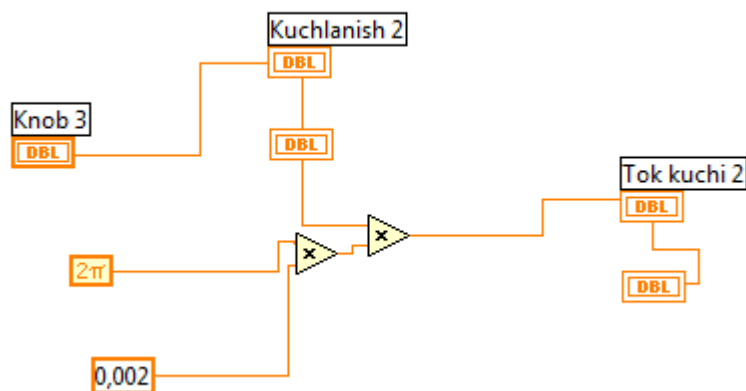 Kuchlanish 2
DBL
Knob 3
DBL
DBL
Tok kuchi 2
DBL
×
×
2π
DBL
0,002